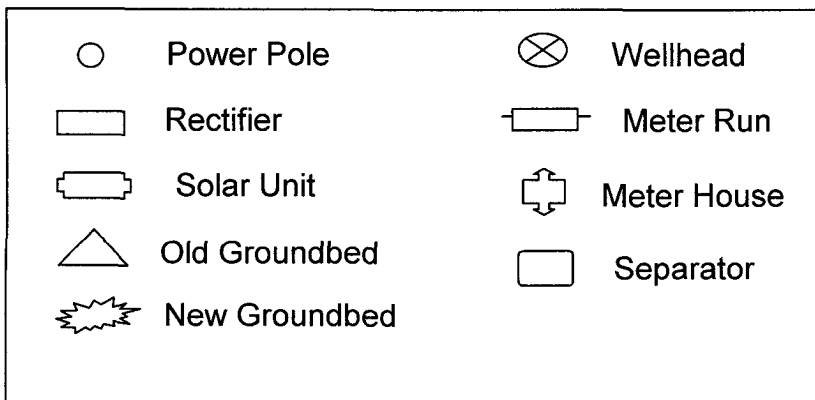 Power Pole
Rectifier
Solar Unit
Old Groundbed
New Groundbed
Wellhead
Meter Run
Meter House
Separator